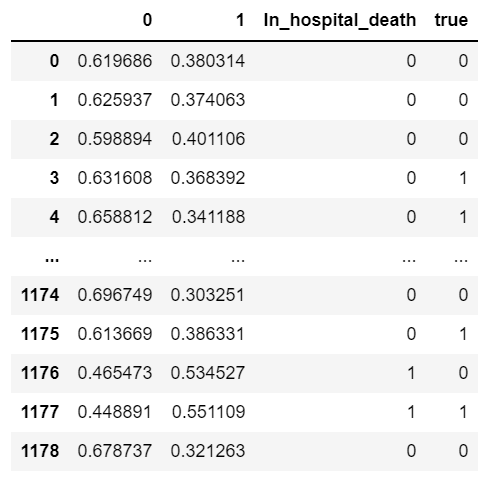 0 1 In_hospital_death true
0 0.619686 0.380314 0 0
1 0.625937 0.374063 0 0
2 0.598894 0.401106 0 0
3 0.631608 0.368392 0 1
4 0.658812 0.341188 0 1
... ... ... ... ...
1174 0.696749 0.303251 0 0
1175 0.613669 0.386331 0 1
1176 0.465473 0.534527 1 0
1177 0.448891 0.551109 1 1
1178 0.678737 0.321263 0 0